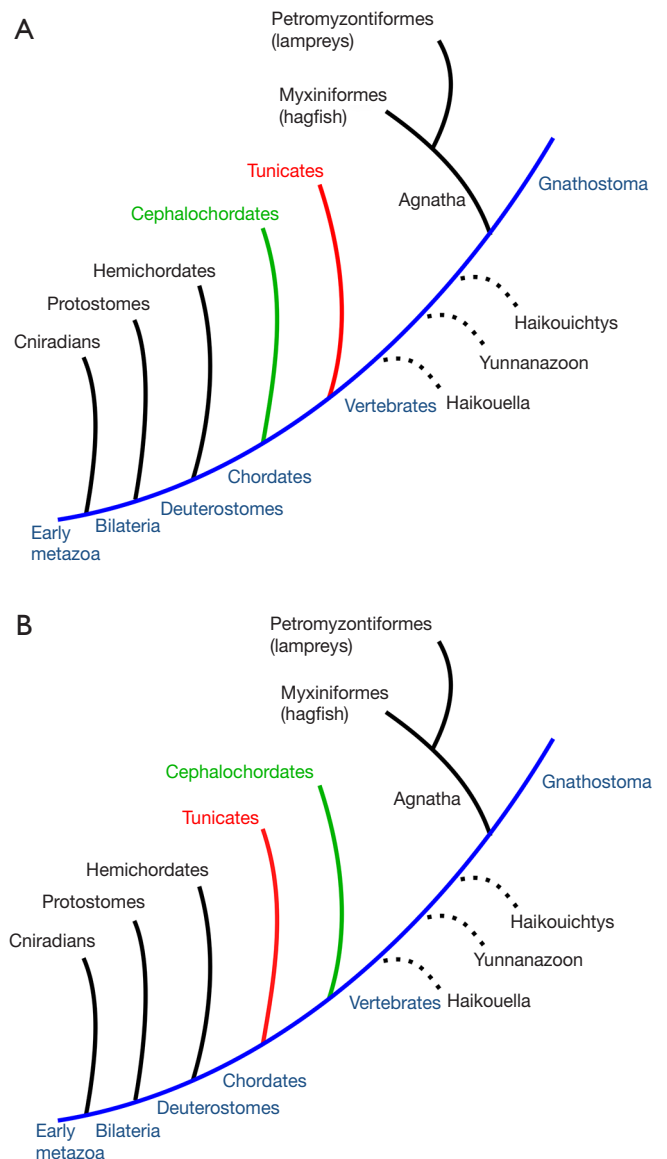 A
Petromyzontiformes
(lampreys)
Myxiniformes
(hagfish)
Gnathostoma
Tunicates
Agnatha
Cephalochordates
Hemichordates
Protostomes
Haikouichtys
Cniradians
Yunnanazoon
Vertebrates
Haikouella
Chordates
Deuterostomes
Bilateria
Early
metazoa
B
Petromyzontiformes
(lampreys)
Myxiniformes
(hagfish)
Cephalochordates
Gnathostoma
Agnatha
Tunicates
Hemichordates
Protostomes
Haikouichtys
Cniradians
Yunnanazoon
Vertebrates
Haikouella
Chordates
Deuterostomes
Bilateria
Early
metazoa